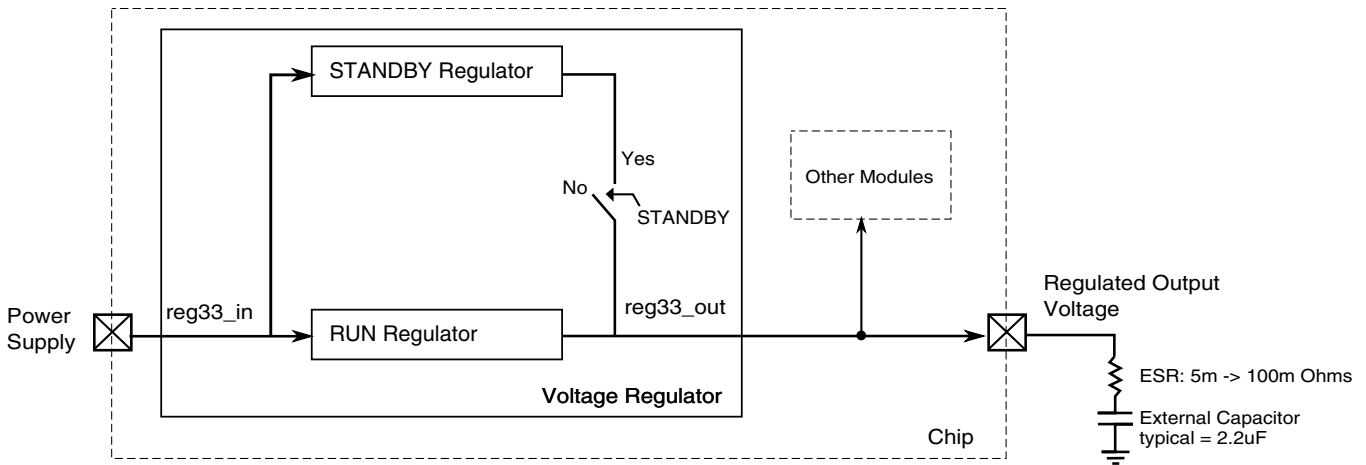 STANDBY Regulator
Yes
No
STANDBY
Other Modules
Power
Supply
reg33_in
RUN Regulator
reg33_out
Regulated Output
Voltage
Voltage Regulator
Chip
ESR: 5m -> 100m Ohms
External Capacitor
typical = 2.2uF